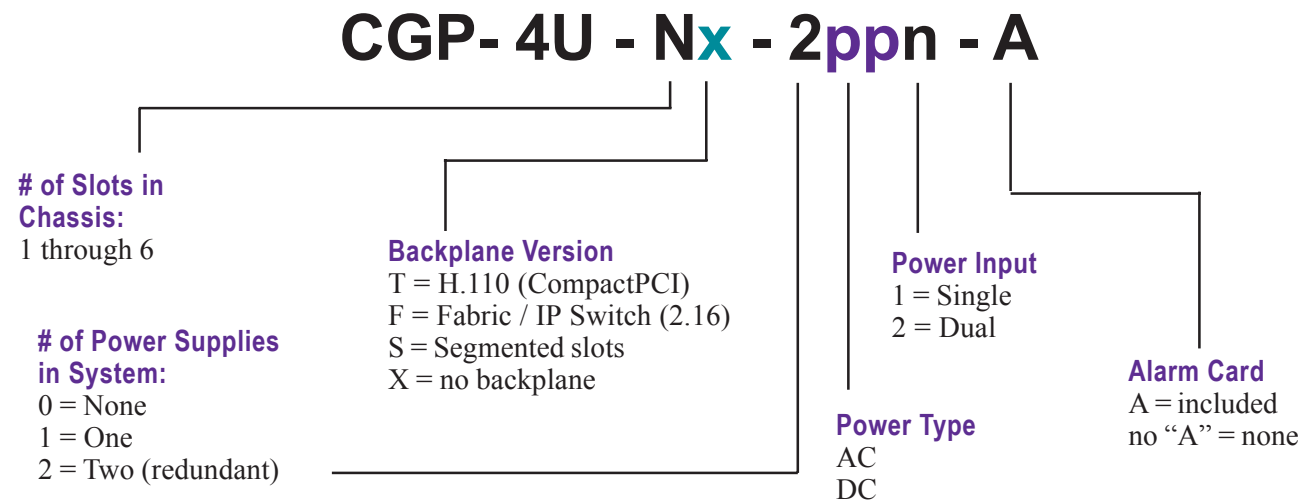 CGP- 4U - Nx - 2ppn - A
# of Slots in
Chassis:
1 through 6
# of Power Supplies
in System:
0 = None
1 = One
2 = Two (redundant)
Backplane Version
T = H.110 (CompactPCI)
F = Fabric / IP Switch (2.16)
S = Segmented slots
X = no backplane
Power Type
AC
DC
Power Input
1 = Single
2 = Dual
Alarm Card
A = included
no “A” = none